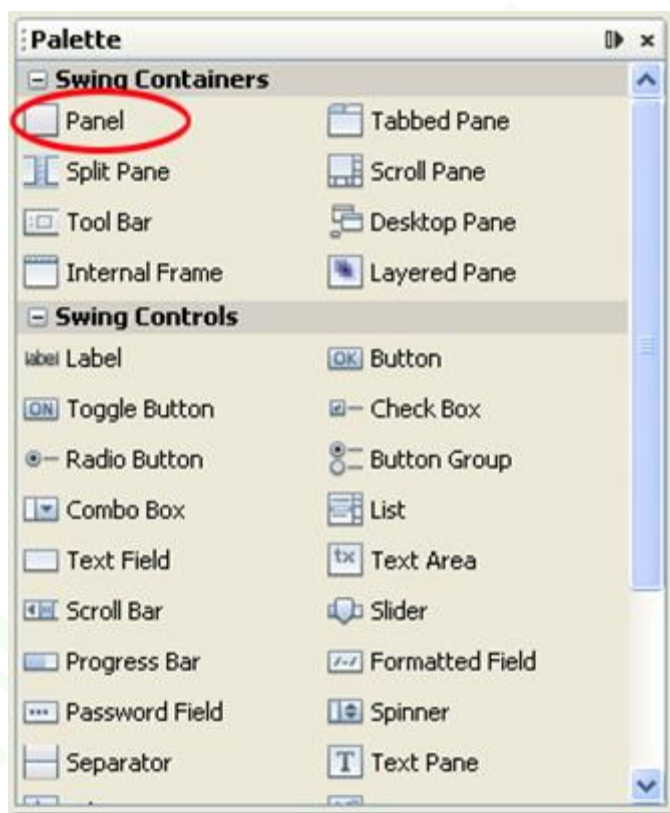 Palette
Swing Containers
Panel Tabbed Pane
Split Pane Scroll Pane
Tool Bar Desktop Pane
Internal Frame Layered Pane
Swing Controls
label Label OK Button
ON Toggle Button Check Box
Radio Button Button Group
Combo Box List
Text Field tx Text Area
Scroll Bar Slider
Progress Bar Formatted Field
Password Field Spinner
Separator T Text Pane